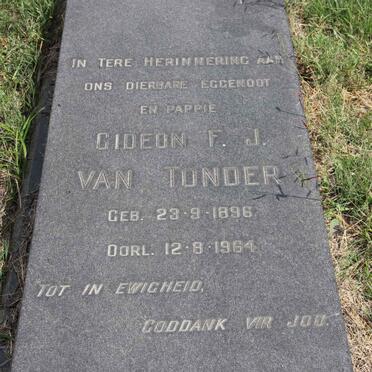 IN TERE HERINNERING AAN
ONS DIERBARE EGGENOOT
EN PAPPIE
GIDEON F. J.
VAN TONDER
GEB. 23-9-1896
OORL. 12-8-1964
TOT IN EWIGHEID,
GODDANK VIR JOU.